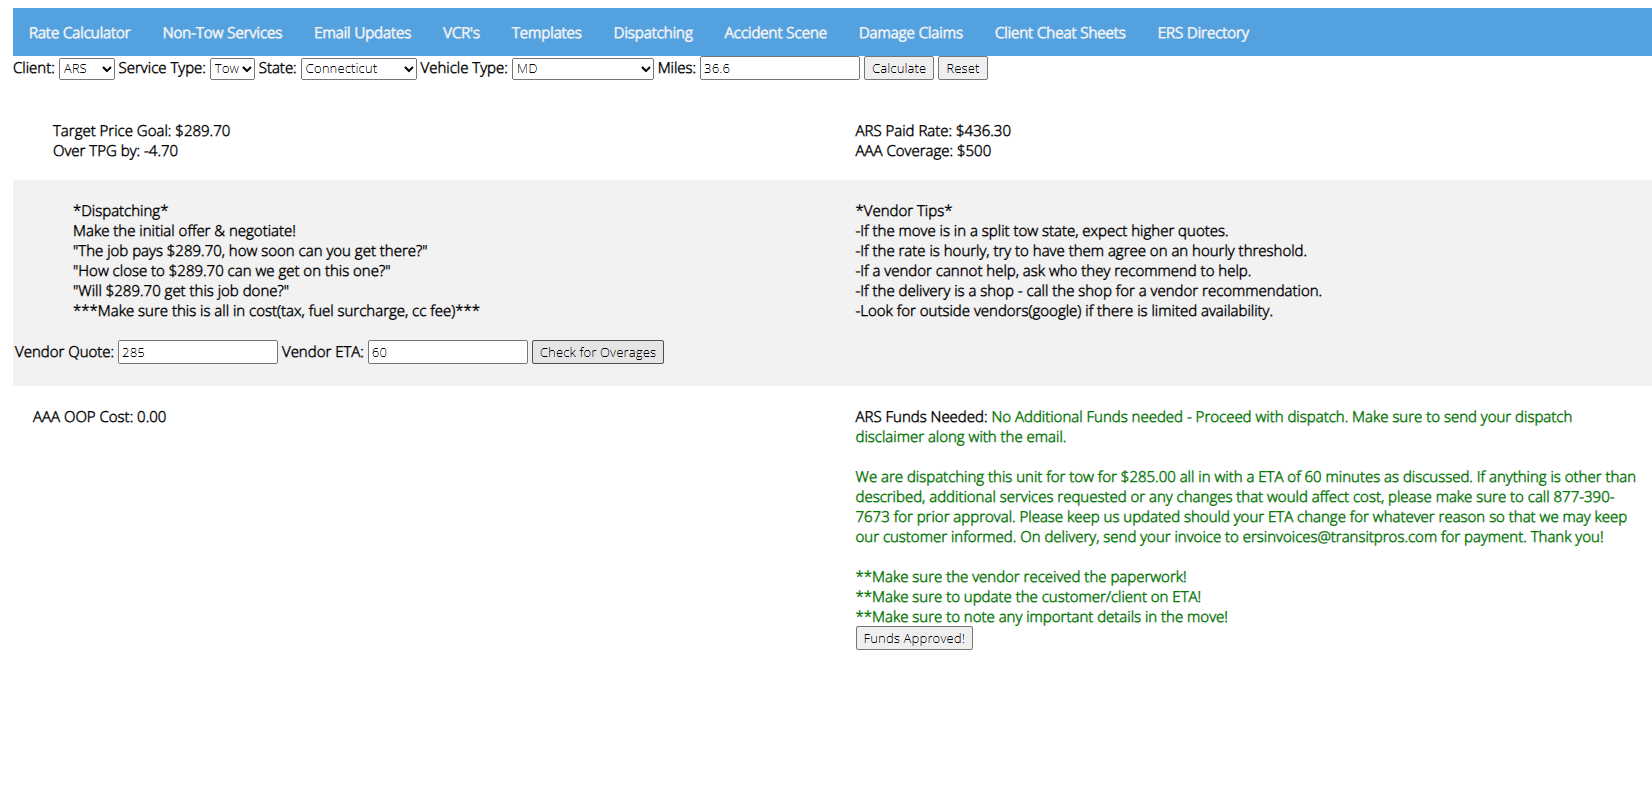 Rate Calculator Non-Tow Services Email Updates VCR's Templates Dispatching Accident Scene Damage Claims Client Cheat Sheets ERS Directory
Client: ARS Service Type: Tow State: Connecticut Vehicle Type: MD Miles: 36.6 Calculate Reset
Target Price Goal: $289.70
Over TPG by: -4.70
ARS Paid Rate: $436.30
AAA Coverage: $500
*Dispatching*
Make the initial offer & negotiate!
"The job pays $289.70, how soon can you get there?"
"How close to $289.70 can we get on this one?"
"Will $289.70 get this job done?"
***Make sure this is all in cost(tax, fuel surcharge, cc fee)***
*Vendor Tips*
-If the move is in a split tow state, expect higher quotes.
-If the rate is hourly, try to have them agree on an hourly threshold.
-If a vendor cannot help, ask who they recommend to help.
-If the delivery is a shop - call the shop for a vendor recommendation.
-Look for outside vendors(google) if there is limited availability.
Vendor Quote: 285 Vendor ETA: 60 Check for Overages
AAA OOP Cost: 0.00
ARS Funds Needed: No Additional Funds needed - Proceed with dispatch. Make sure to send your dispatch
disclaimer along with the email.
We are dispatching this unit for tow for $285.00 all in with a ETA of 60 minutes as discussed. If anything is other than
described, additional services requested or any changes that would affect cost, please make sure to call 877-390-
7673 for prior approval. Please keep us updated should your ETA change for whatever reason so that we may keep
our customer informed. On delivery, send your invoice to ersinvoices@transitpros.com for payment. Thank you!
**Make sure the vendor received the paperwork!
**Make sure to update the customer/client on ETA!
**Make sure to note any important details in the move!
Funds Approved!